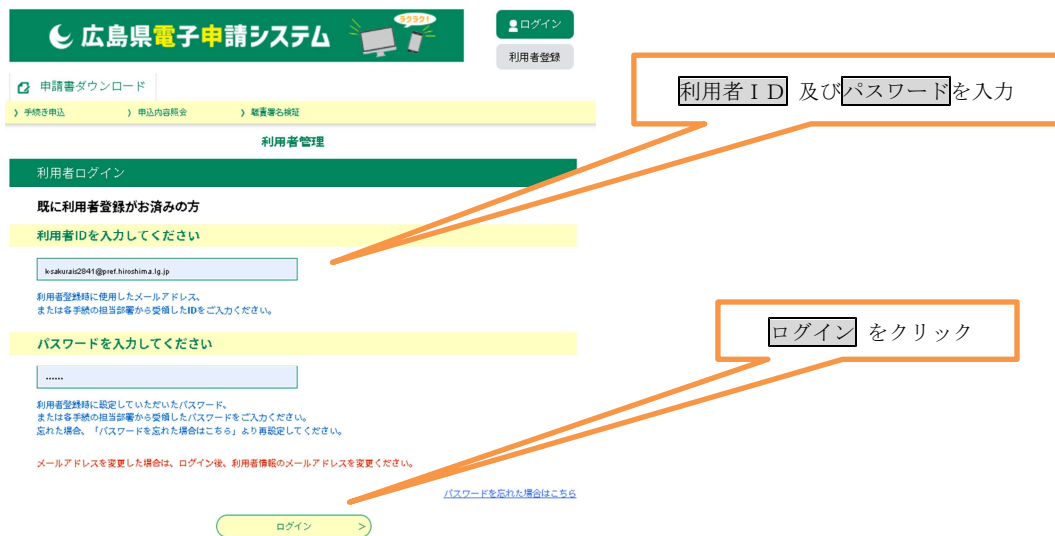 広島県電子申請システム
ラクラク!
ログイン
利用者登録
申請書ダウンロード
手続き申込
申込内容照会
職責署名検証
利用者管理
利用者ログイン
既に利用者登録がお済みの方
利用者IDを入力してください
k-sakurais2841@pref.hiroshima.lg.jp
利用者登録時に使用したメールアドレス、
または各手続の担当部署から受領したIDをご入力ください。
パスワードを入力してください
••••••
利用者登録時に設定していただいたパスワード、
または各手続の担当部署から受領したパスワードをご入力ください。
忘れた場合、「パスワードを忘れた場合はこちら」より再設定してください。
メールアドレスを変更した場合は、ログイン後、利用者情報のメールアドレスを変更ください。
パスワードを忘れた場合はこちら
ログイン >
利用者ＩＤ 及びパスワードを入力
ログイン をクリック